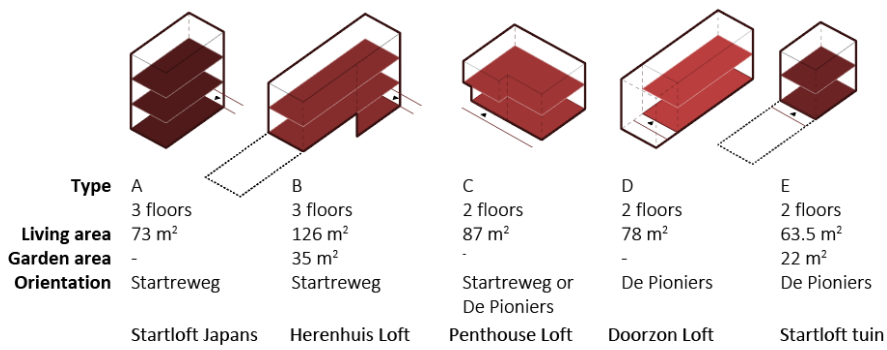 Type A B C D E
3 floors 3 floors 2 floors 2 floors 2 floors
Living area 73 m² 126 m² 87 m² 78 m² 63.5 m²
Garden area - 35 m² - - 22 m²
Orientation Startreweg Startreweg Startreweg or De Pioniers De Pioniers
De Pioniers
Startloft Japans Herenhuis Loft Penthouse Loft Doorzon Loft Startloft tuin